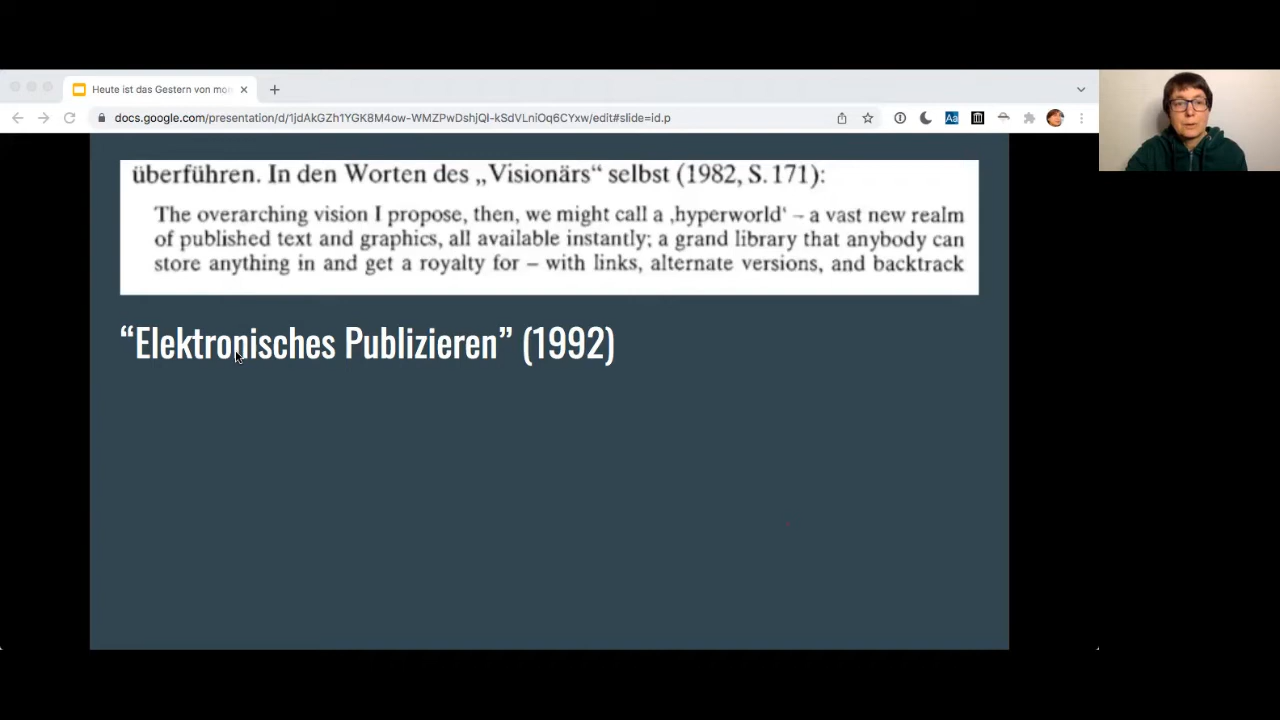 Heute ist das Gestern von mor
docs.google.com/presentation/d/1jdAkGZh1YGK8M4ow-WMZPwDshjqI-kSdVLniOq6CYxw/edit#slide=id.p
überführen. In den Worten des „Visionärs“ selbst (1982, S. 171):
The overarching vision I propose, then, we might call a ‚hyperworld‘ – a vast new realm
of published text and graphics, all available instantly; a grand library that anybody can
store anything in and get a royalty for – with links, alternate versions, and backtrack
“Elektronisches Publizieren” (1992)